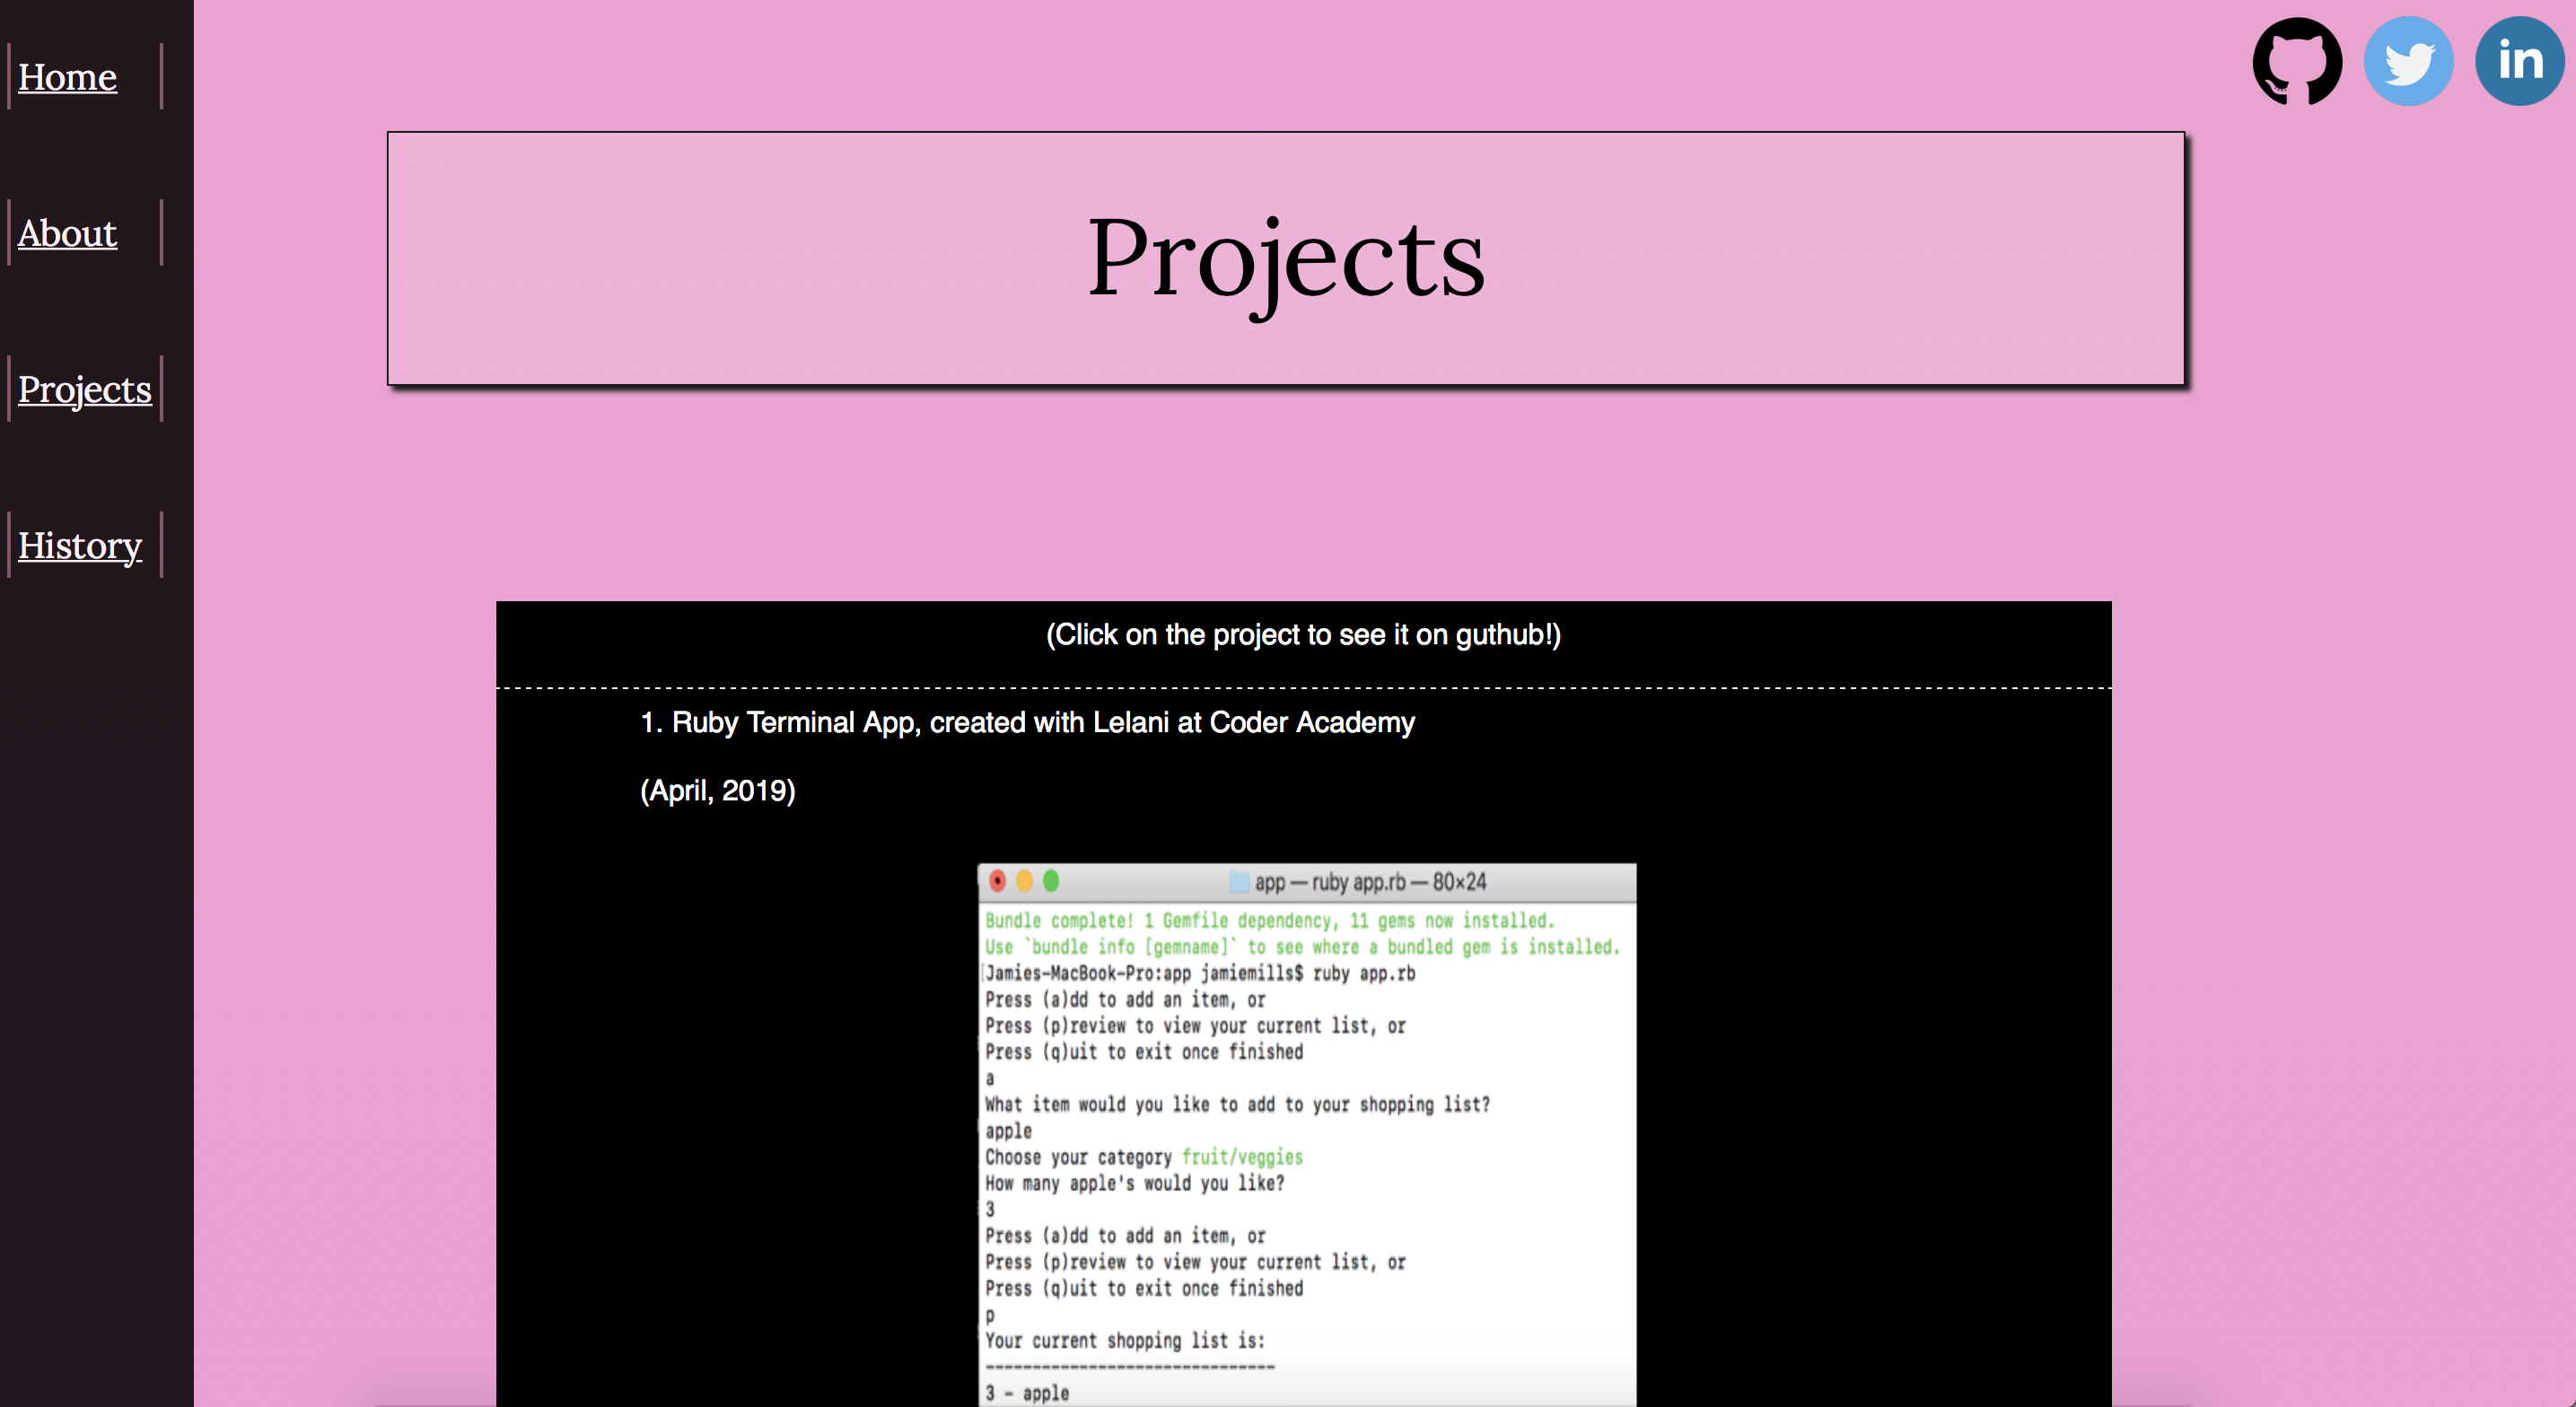 Home
About
Projects
History
in
Projects
(Click on the project to see it on guthub!)
1. Ruby Terminal App, created with Lelani at Coder Academy
(April, 2019)
app — ruby app.rb — 80×24
Bundle complete! 1 Gemfile dependency, 11 gems now installed.
Use `bundle info [gemname]` to see where a bundled gem is installed.
[Jamies-MacBook-Pro:app jamiemills$ ruby app.rb
Press (a)dd to add an item, or
Press (p)review to view your current list, or
Press (q)uit to exit once finished
a
What item would you like to add to your shopping list?
apple
Choose your category fruit/veggies
How many apple's would you like?
3
Press (a)dd to add an item, or
Press (p)review to view your current list, or
Press (q)uit to exit once finished
p
Your current shopping list is:
-------------------------------
3 - apple